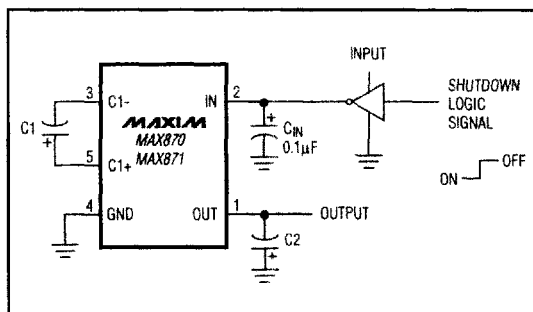 INPUT
SHUTDOWN
LOGIC
SIGNAL
ON
OFF
C1
+
3
C1-
5
C1+
4
GND
MAXIM
MAX870
MAX871
IN
2
+
CIN
0.1µF
OUT
1
OUTPUT
C2
+